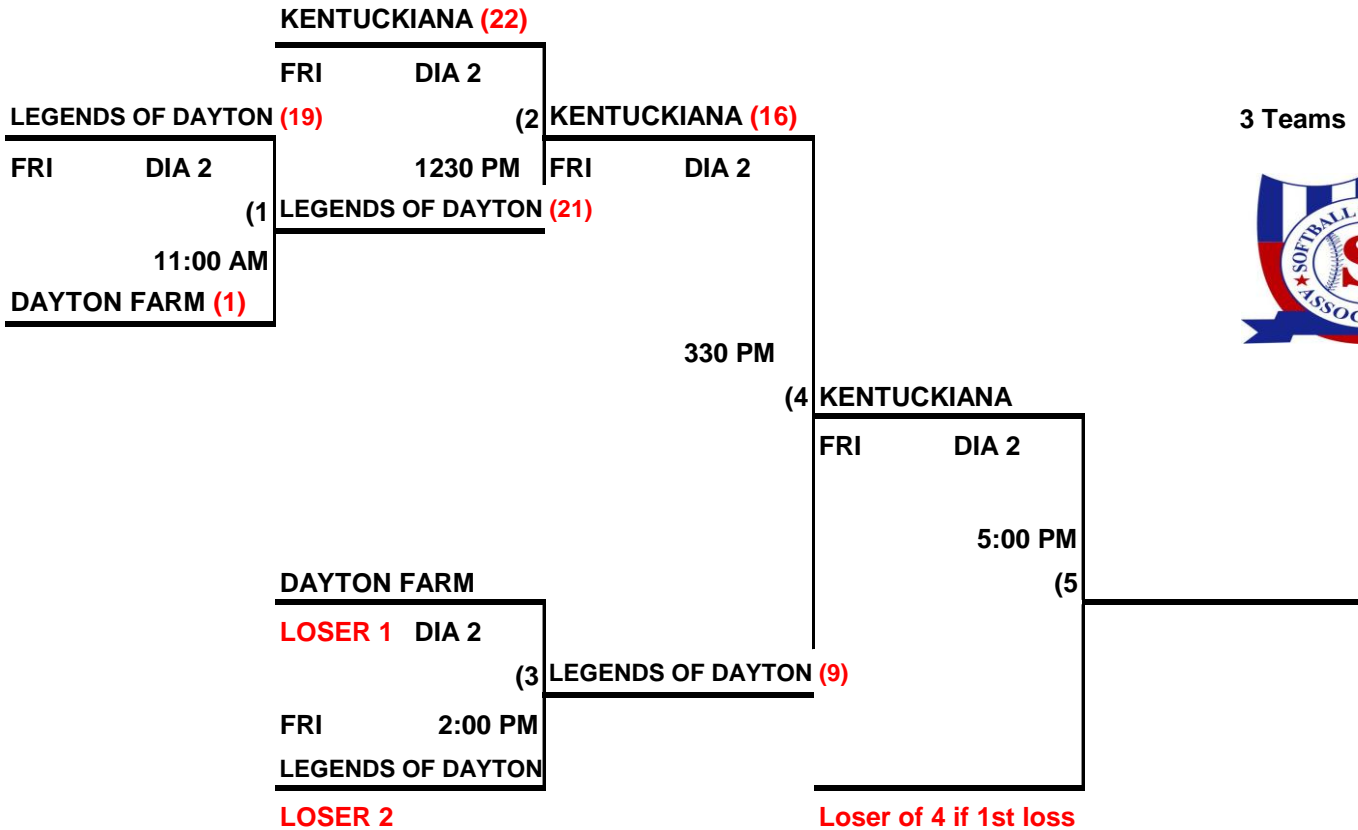 KENTUCKIANA (22)
FRI DIA 2
LEGENDS OF DAYTON (19)
(2
KENTUCKIANA (16)
3 Teams
FRI DIA 2
1230 PM
FRI DIA 2
(1
LEGENDS OF DAYTON (21)
11:00 AM
DAYTON FARM (1)
330 PM
(4
KENTUCKIANA
FRI DIA 2
5:00 PM
DAYTON FARM
(5
LOSER 1 DIA 2
(3
LEGENDS OF DAYTON (9)
FRI 2:00 PM
LEGENDS OF DAYTON
LOSER 2
Loser of 4 if 1st loss